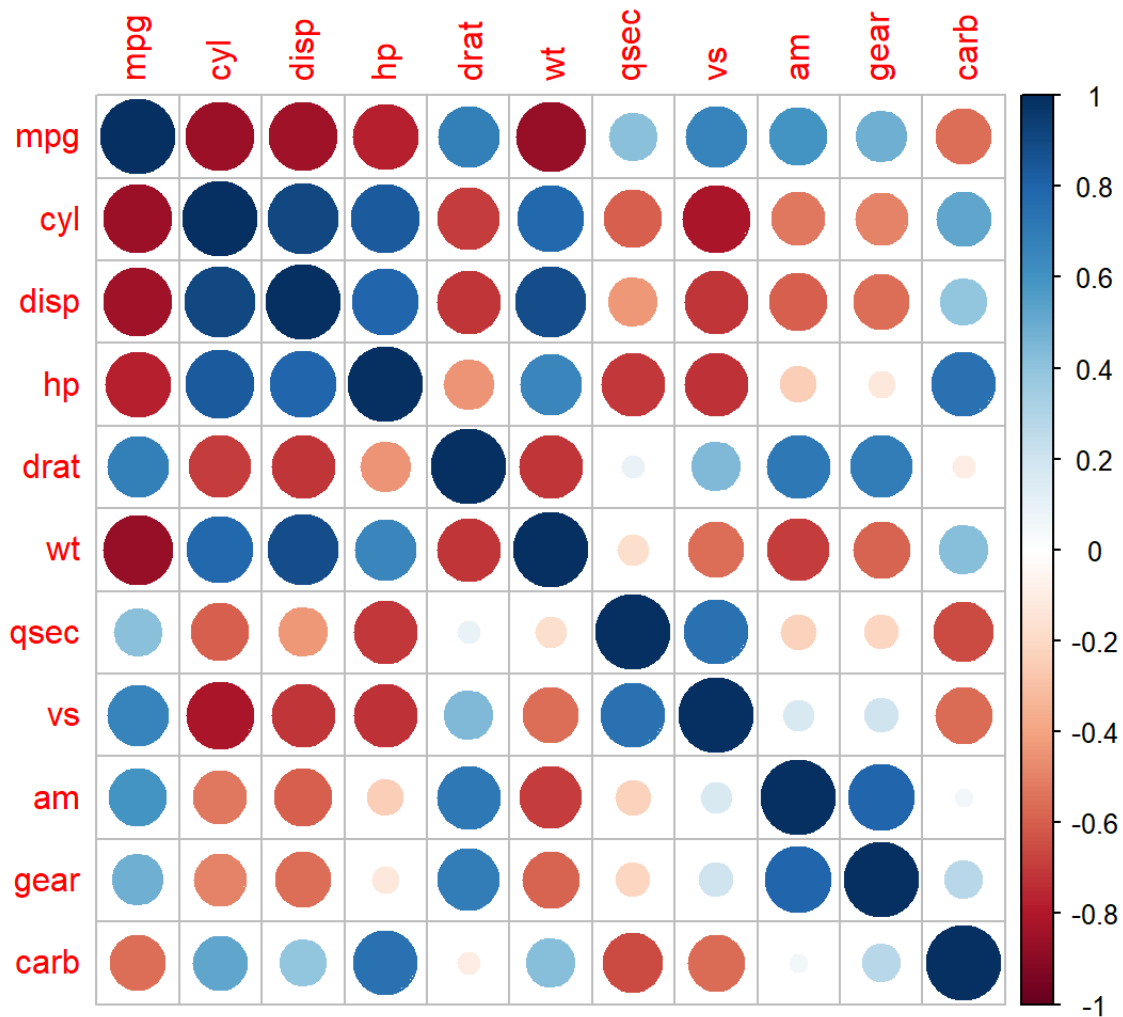 mpg cyl disp hp drat wt qsec vs am gear carb
mpg
cyl
disp
hp
drat
wt
qsec
vs
am
gear
carb
1
0.8
0.6
0.4
0.2
0
-0.2
-0.4
-0.6
-0.8
-1